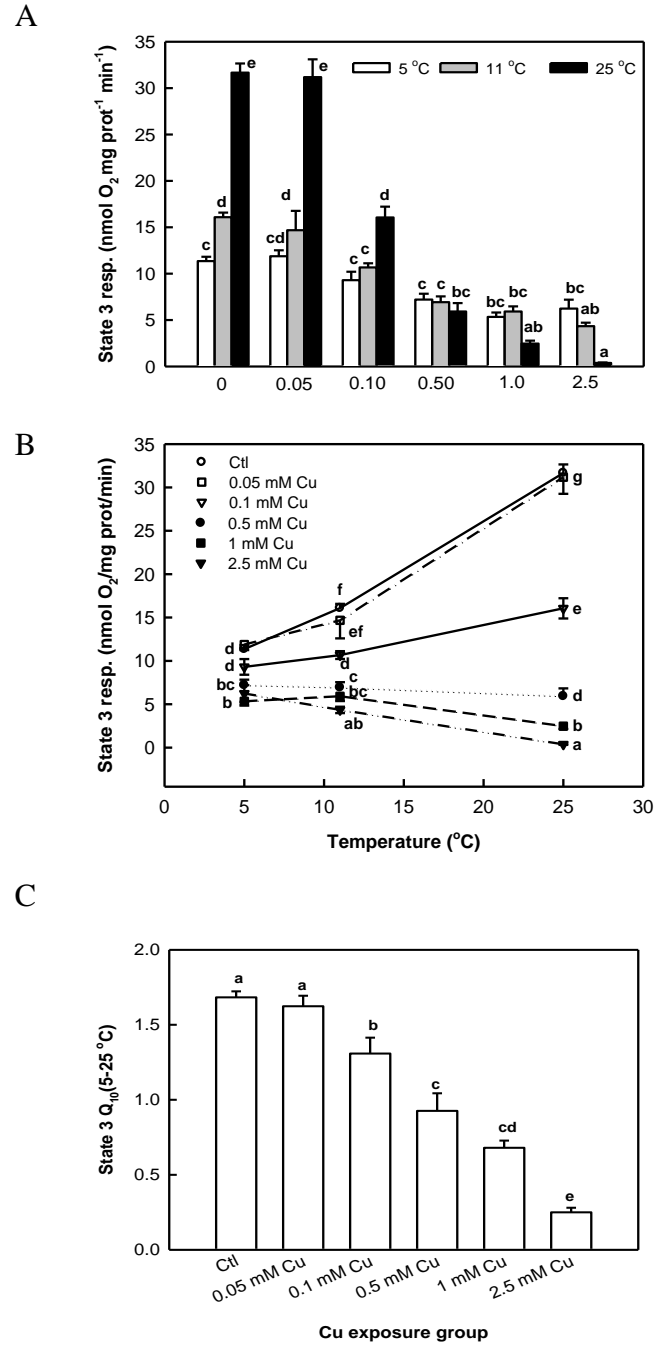 A
State 3 resp. (nmol O2 mg prot-1 min-1)
35
30
25
20
15
10
5
0
5 oC
11 oC
25 oC
c
d
e
cd
d
e
c
c
d
c
c
bc
bc
bc
ab
bc
ab
a
0
0.05
0.10
0.50
1.0
2.5
B
State 3 resp. (nmol O2/mg prot/min)
35
30
25
20
15
10
5
0
Ctl
0.05 mM Cu
0.1 mM Cu
0.5 mM Cu
1 mM Cu
2.5 mM Cu
d
d
bc
b
f
ef
d
c
bc
ab
g
e
d
b
a
0
5
10
15
20
25
30
Temperature (oC)
C
State 3 Q10(5-25 oC)
2.0
1.5
1.0
0.5
0.0
a
a
b
c
cd
e
Ctl
0.05 mM Cu
0.1 mM Cu
0.5 mM Cu
1 mM Cu
2.5 mM Cu
Cu exposure group